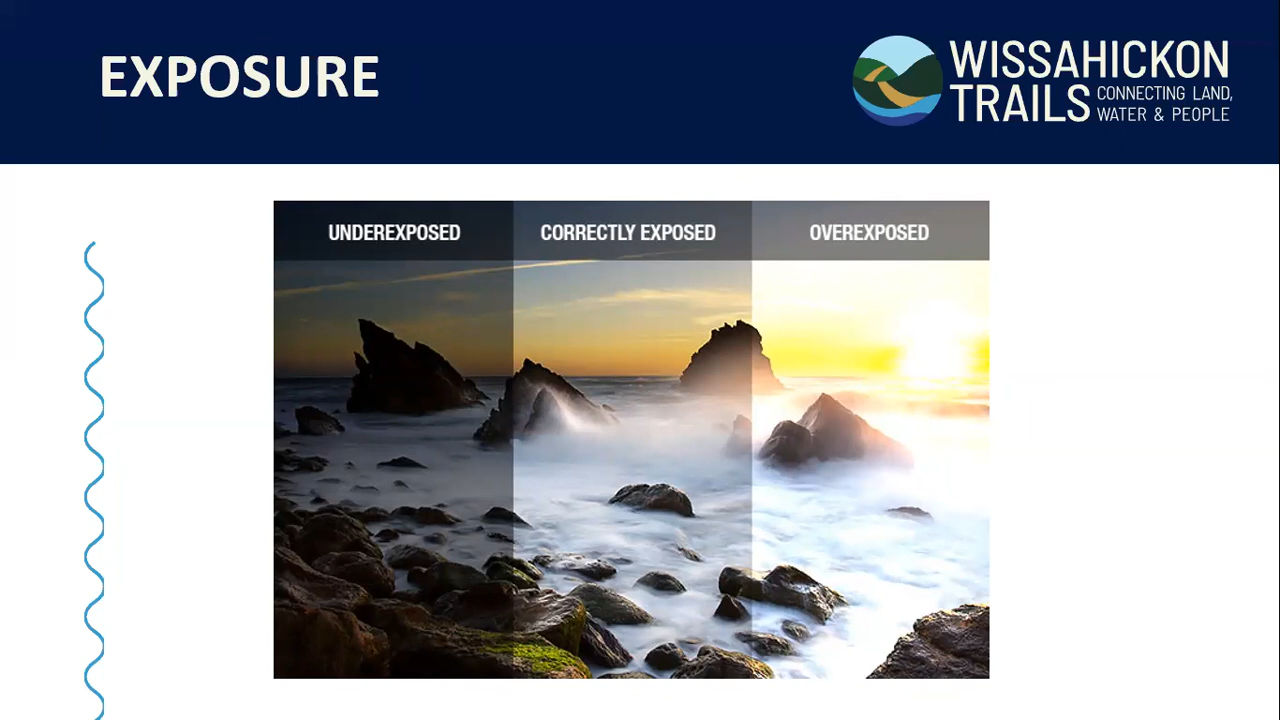 EXPOSURE
WISSAHICKON
TRAILS
CONNECTING LAND,
WATER & PEOPLE
UNDEREXPOSED
CORRECTLY EXPOSED
OVEREXPOSED